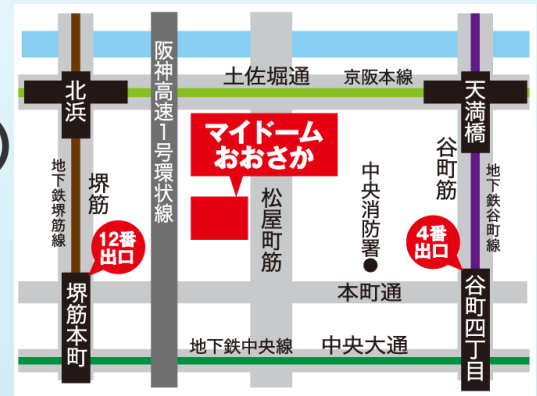 土佐堀通
京阪本線
北浜
阪神高速1号環状線
天満橋
マイドーム
おおさか
地下鉄堺筋線
堺筋
松屋町筋
中央消防署
谷町筋
地下鉄谷町線
12番
出口
4番
出口
堺筋本町
本町通
谷町四丁目
地下鉄中央線
中央大通